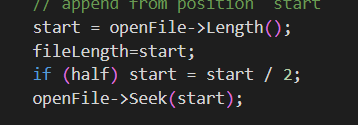 // append from position "start"
start = openFile->Length();
fileLength=start;
if (half) start = start / 2;
openFile->Seek(start);